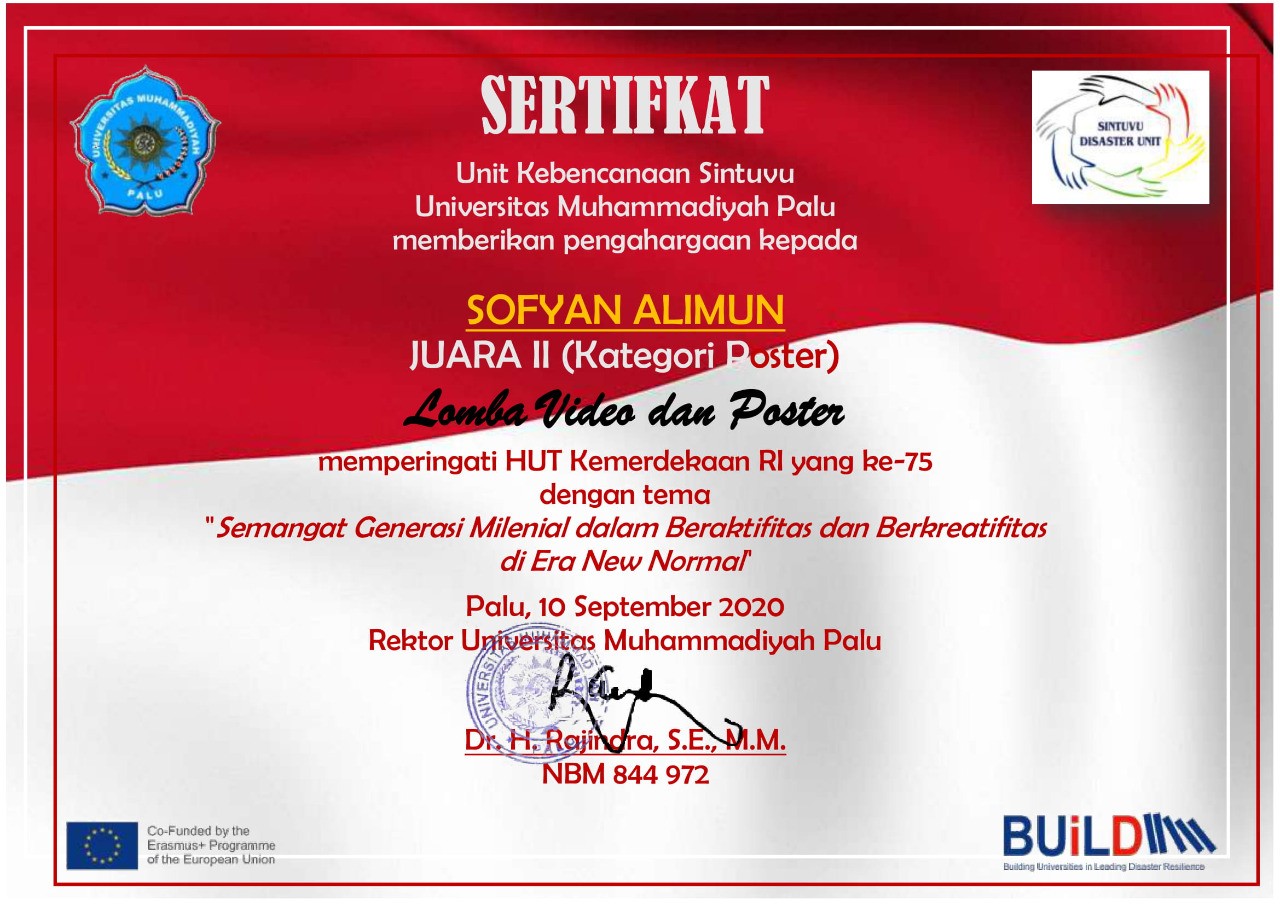 UNIVERSITAS MUHAMMADIYAH
PALU
SERTIFKAT
SINTUVU
DISASTER UNIT
Unit Kebencanaan Sintuvu
Universitas Muhammadiyah Palu
memberikan pengahargaan kepada
SOFYAN ALIMUN
JUARA II (Kategori Poster)
Lomba Video dan Poster
memperingati HUT Kemerdekaan RI yang ke-75
dengan tema
"Semangat Generasi Milenial dalam Beraktifitas dan Berkreatifitas
di Era New Normal"
Palu, 10 September 2020
Rektor Universitas Muhammadiyah Palu
UNIVERSITAS MUHAMMADIYAH
PALU
Dr. H. Rajindra, S.E., M.M.
NBM 844 972
Co-Funded by the
Erasmus+ Programme
of the European Union
BUiLD
Building Universities in Leading Disaster Resilience